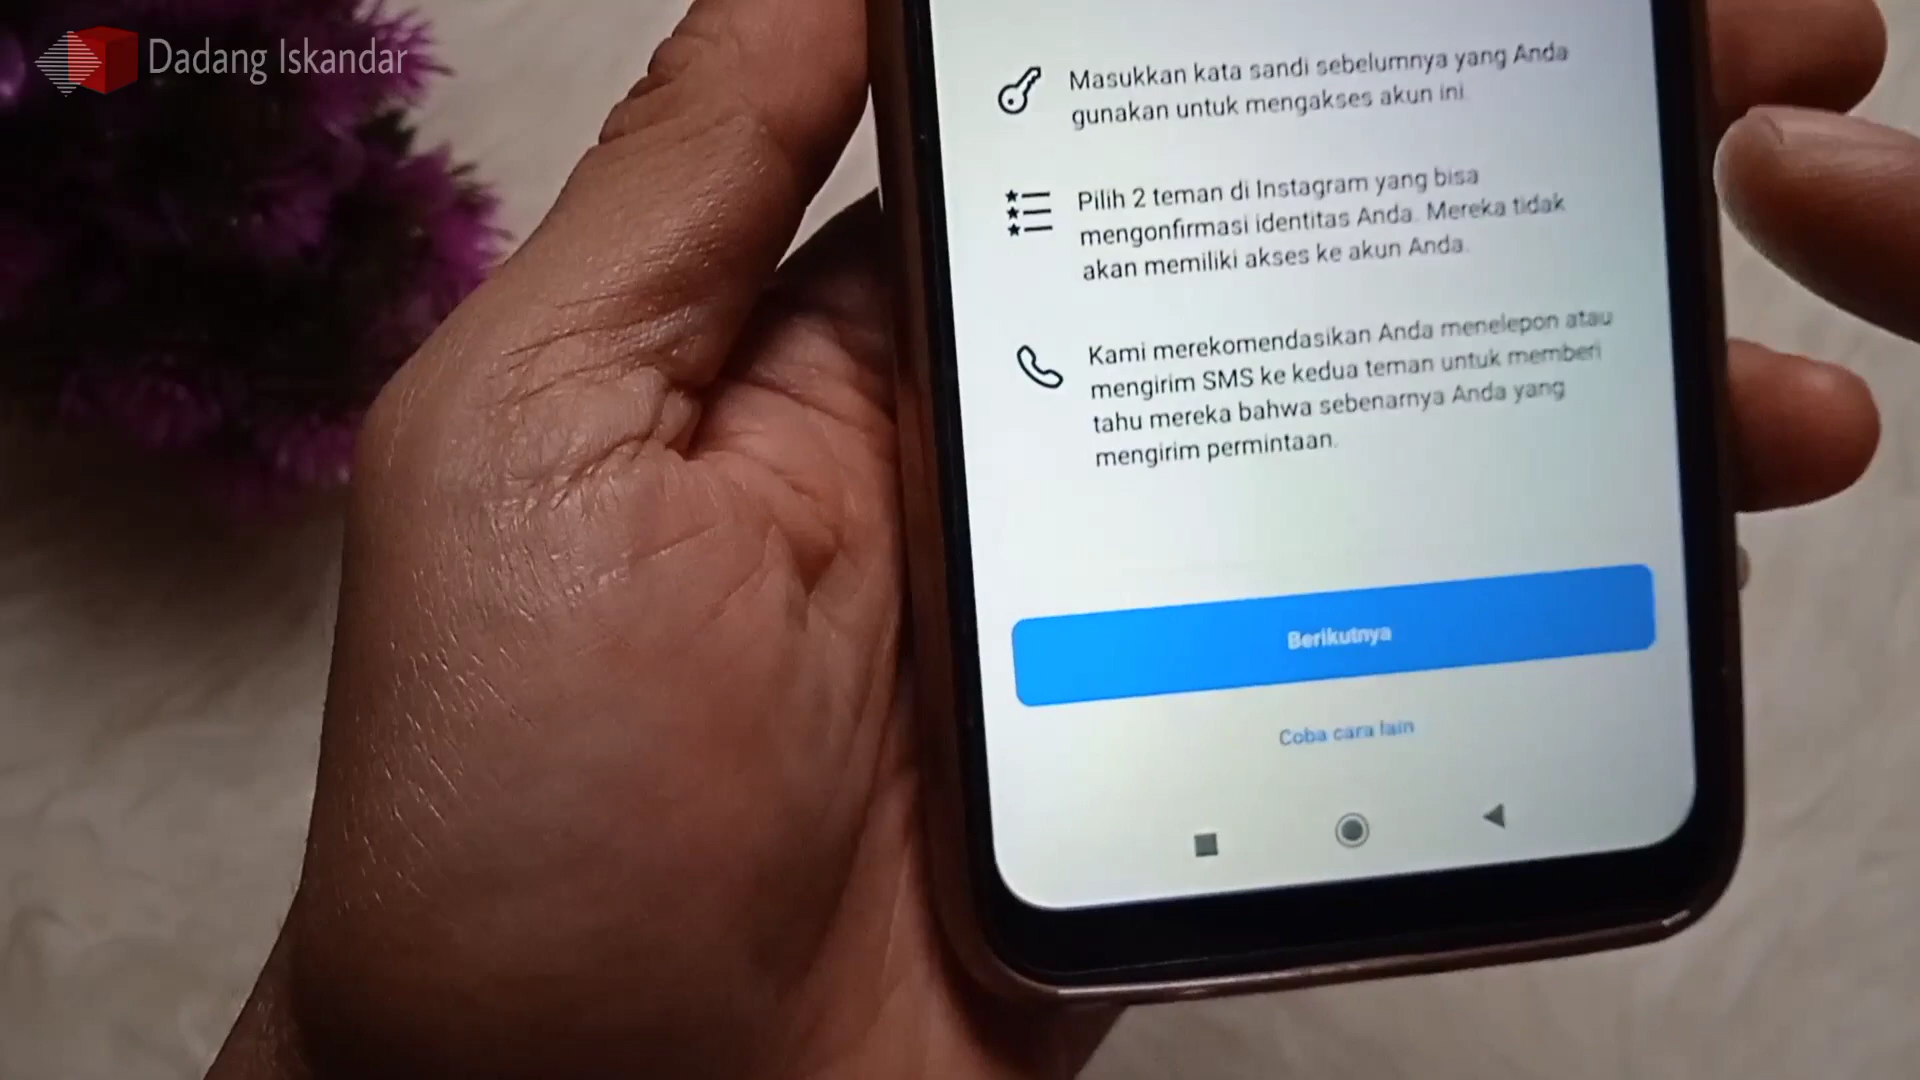 Dadang Iskandar
Masukkan kata sandi sebelumnya yang Anda
gunakan untuk mengakses akun ini.
Pilih 2 teman di Instagram yang bisa
mengonfirmasi identitas Anda. Mereka tidak
akan memiliki akses ke akun Anda.
Kami merekomendasikan Anda menelepon atau
mengirim SMS ke kedua teman untuk memberi
tahu mereka bahwa sebenarnya Anda yang
mengirim permintaan.
Berikutnya
Coba cara lain